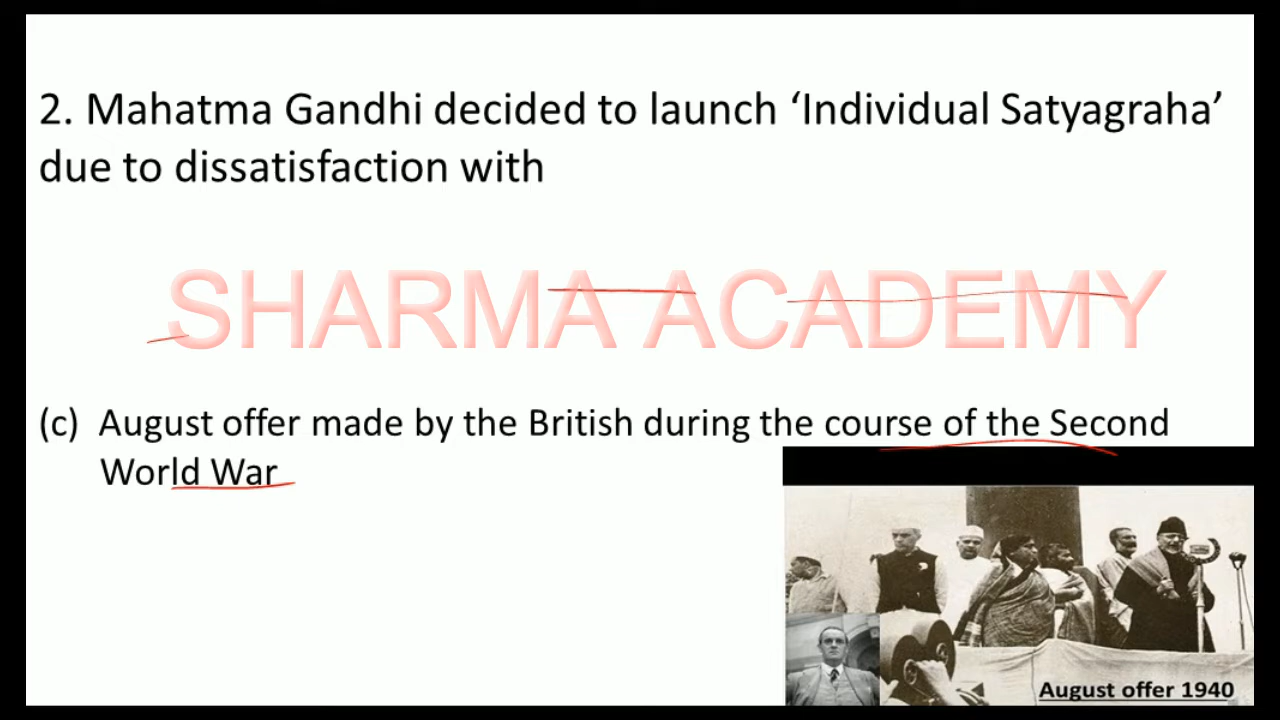 2. Mahatma Gandhi decided to launch ‘Individual Satyagraha’
due to dissatisfaction with
SHARMA ACADEMY
(c) August offer made by the British during the course of the Second
World War
August offer 1940